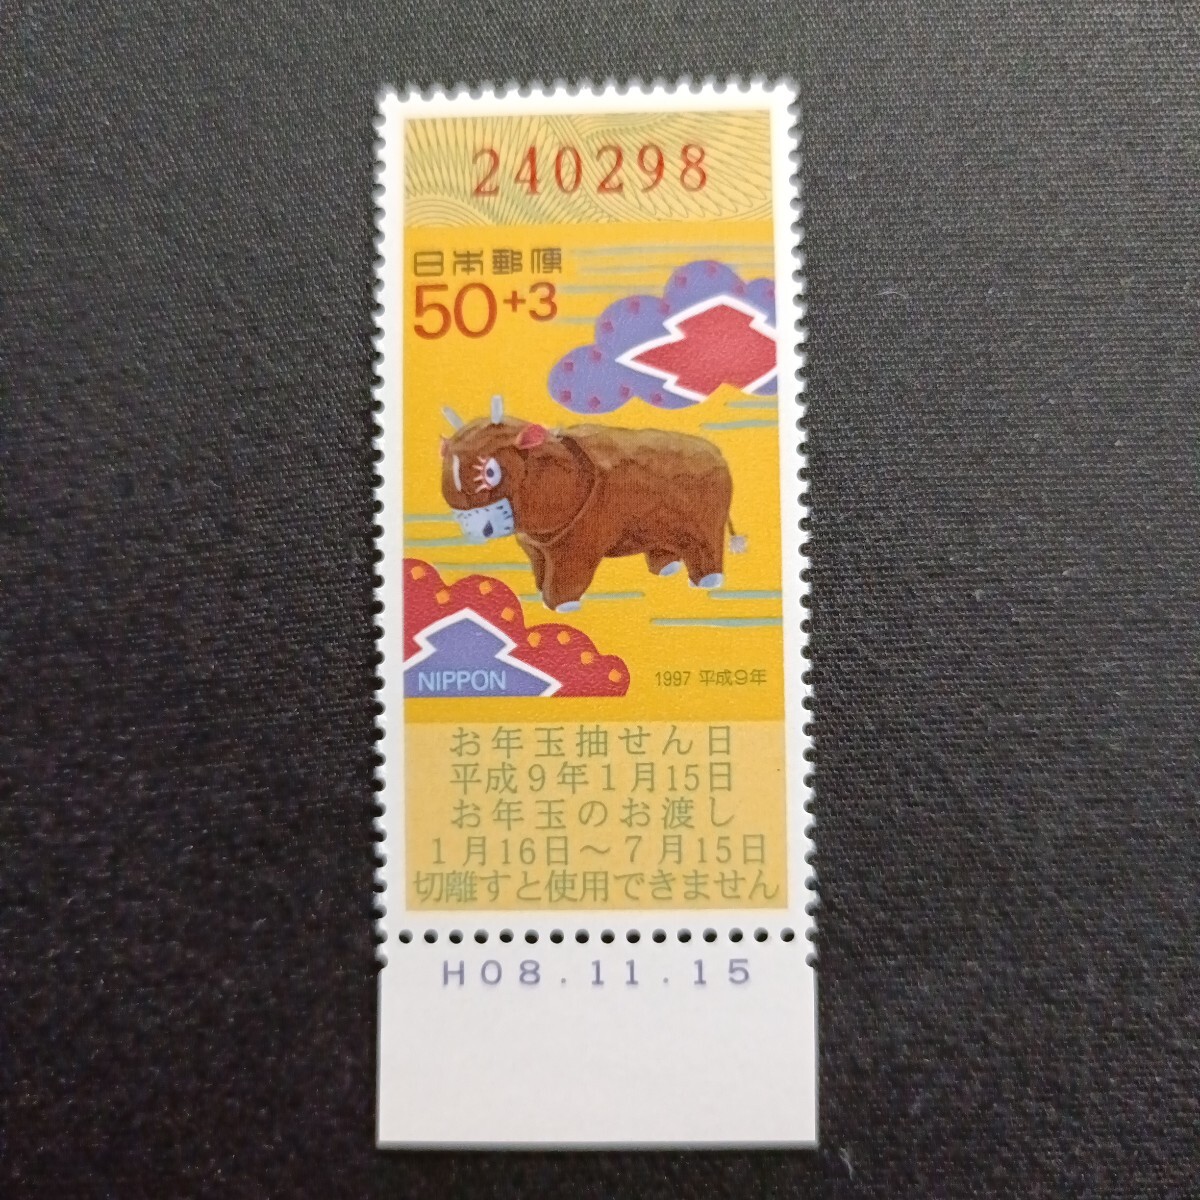 240298
日本郵便
50+3
NIPPON
1997 平成9年
お年玉抽せん日
平成9年1月15日
お年玉のお渡し
1月16日～7月15日
切離すと使用できません
H08.11.15